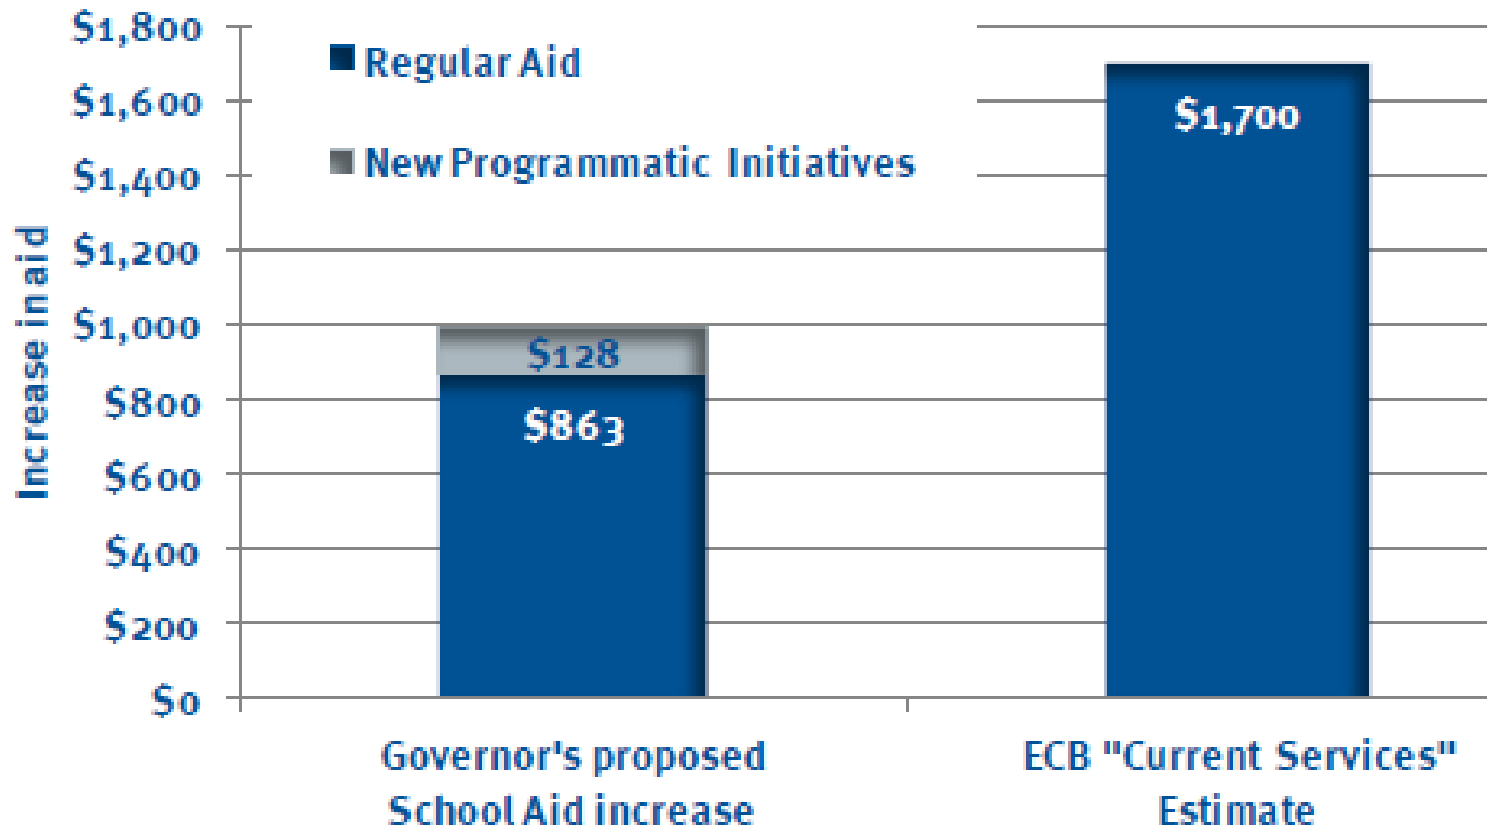 $1,800
$1,600
$1,400
$1,200
$1,000
$800
$600
$400
$200
$0
Increase in aid
Regular Aid
New Programmatic Initiatives
$128
$863
$1,700
Governor's proposed
School Aid increase
ECB "Current Services"
Estimate